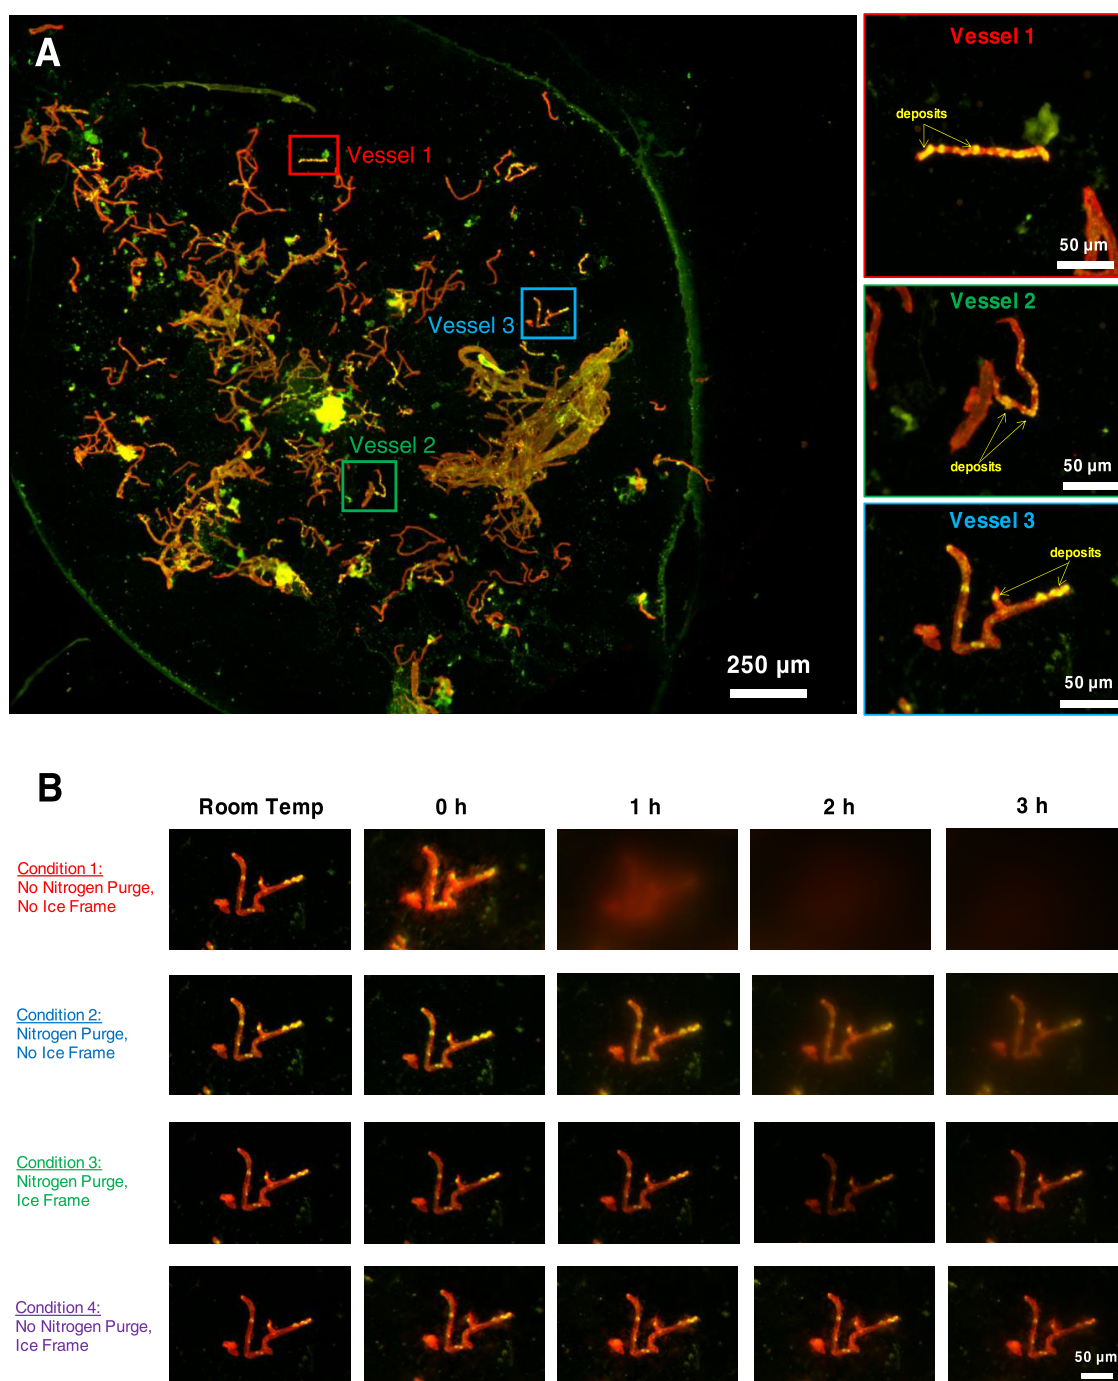 A
Vessel 1
Vessel 3
Vessel 2
250 µm
Vessel 1
deposits
50 µm
Vessel 2
deposits
50 µm
Vessel 3
deposits
50 µm
B
Room Temp
0 h
1 h
2 h
3 h
Condition 1:
No Nitrogen Purge,
No Ice Frame
Condition 2:
Nitrogen Purge,
No Ice Frame
Condition 3:
Nitrogen Purge,
Ice Frame
Condition 4:
No Nitrogen Purge,
Ice Frame
50 µm